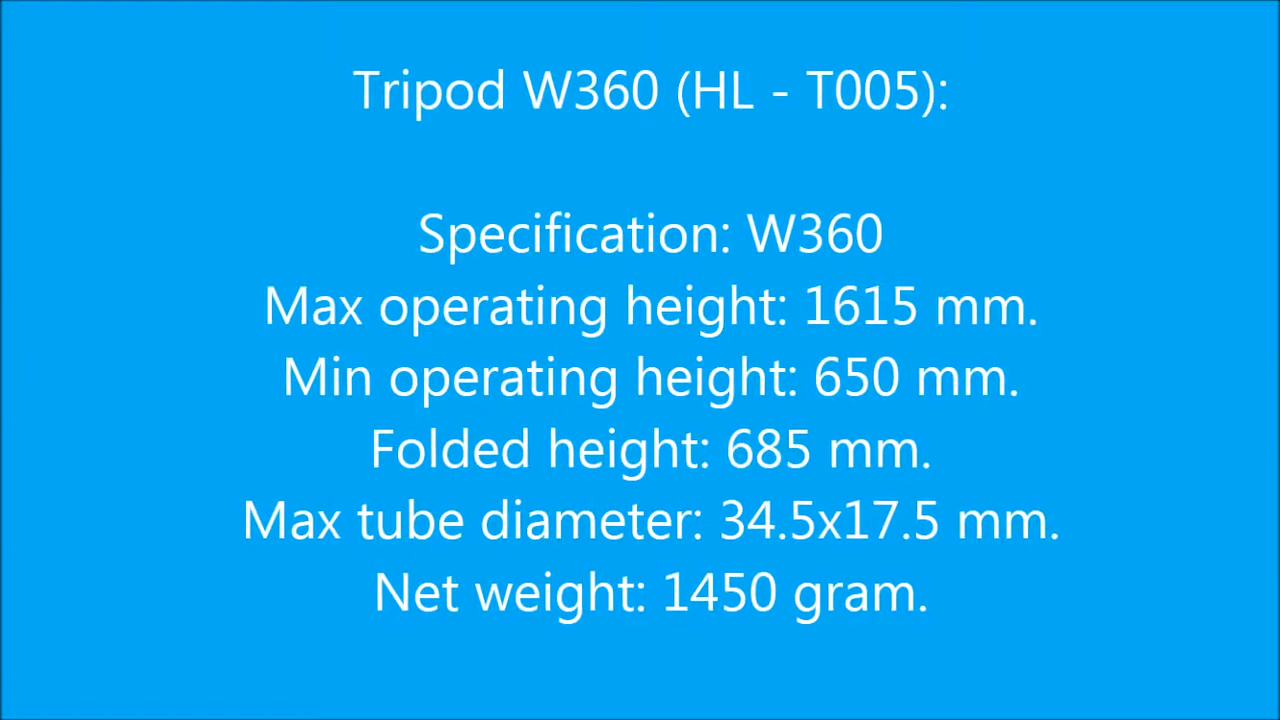 Tripod W360 (HL - T005):
Specification: W360
Max operating height: 1615 mm.
Min operating height: 650 mm.
Folded height: 685 mm.
Max tube diameter: 34.5x17.5 mm.
Net weight: 1450 gram.